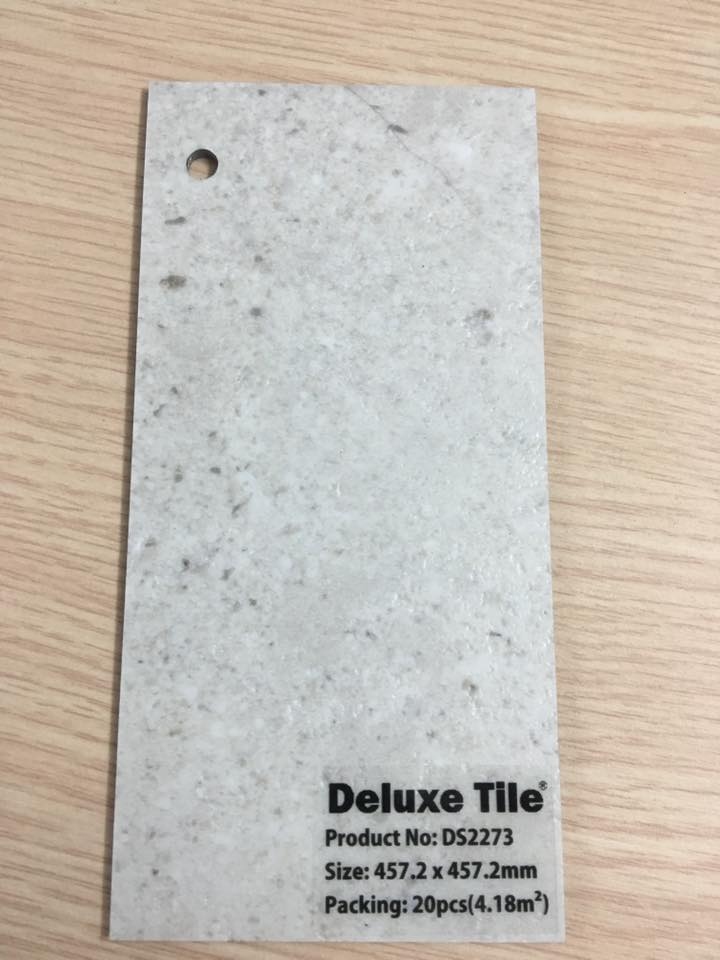 Deluxe Tile®
Product No: DS2273
Size: 457.2 x 457.2mm
Packing: 20pcs(4.18m²)